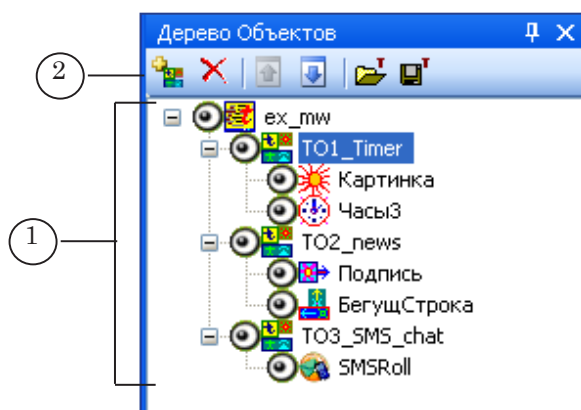 Дерево Объектов
2
ex_mw
TO1_Timer
Картинка
Часы3
1
TO2_news
Подпись
БегущСтрока
TO3_SMS_chat
SMSRoll